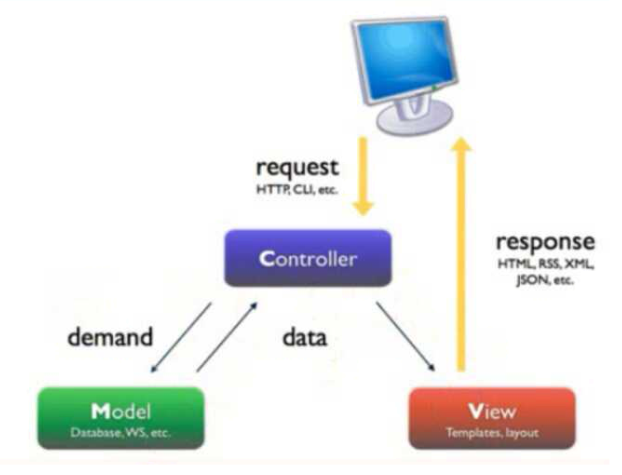 request
HTTP, CLI, etc.
Controller
response
HTML, RSS, XML,
JSON, etc.
demand
data
Model
Database, WS, etc.
View
Templates, layout